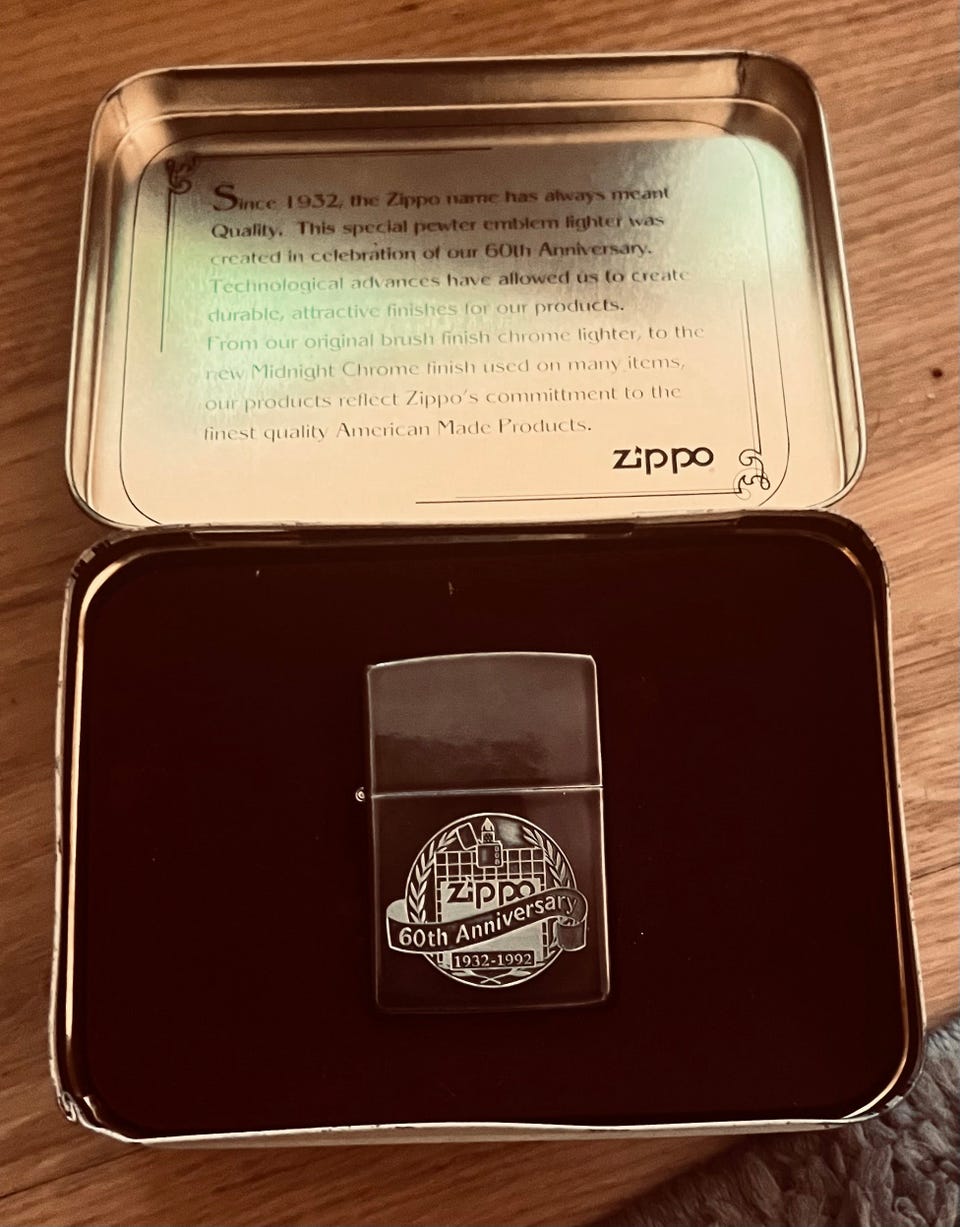 Since 1932, the Zippo name has always meant
Quality. This special pewter emblem lighter was
created in celebration of our 60th Anniversary.
Technological advances have allowed us to create
durable, attractive finishes for our products.
From our original brush finish chrome lighter, to the
new Midnight Chrome finish used on many items,
our products reflect Zippo's committment to the
finest quality American Made Products.
zippo
zippo
60th Anniversary
1932-1992